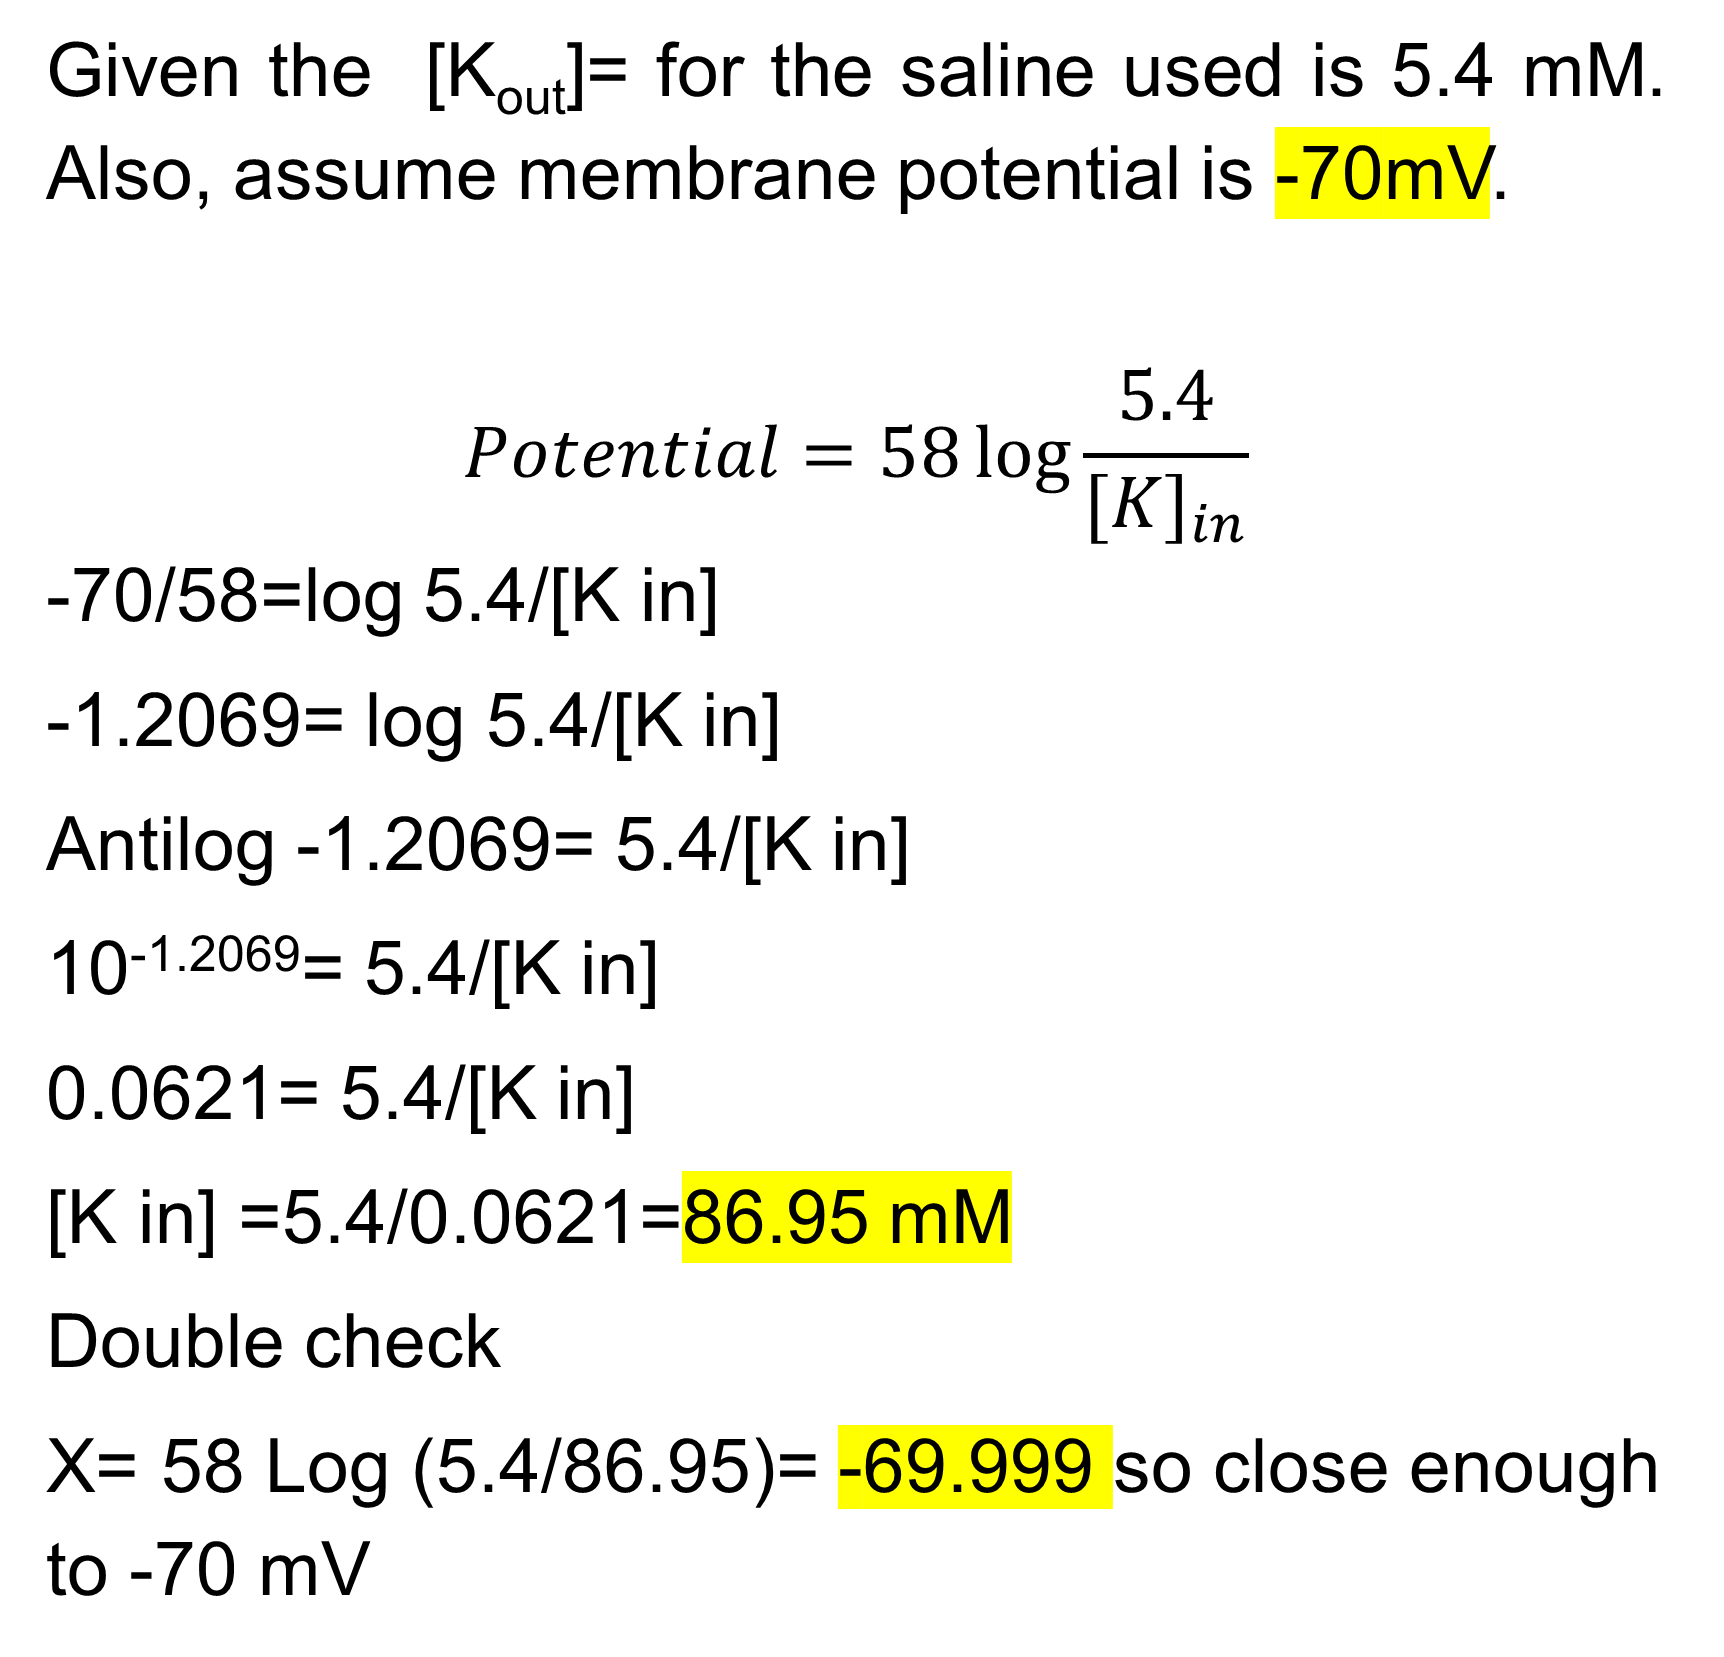 Given the [Kout]= for the saline used is 5.4 mM.
Also, assume membrane potential is -70mV.
Potential = 58 log 5.4/[K]in
-70/58=log 5.4/[K in]
-1.2069= log 5.4/[K in]
Antilog -1.2069= 5.4/[K in]
10-1.2069= 5.4/[K in]
0.0621= 5.4/[K in]
[K in] =5.4/0.0621=86.95 mM
Double check
X= 58 Log (5.4/86.95)= -69.999 so close enough
to -70 mV